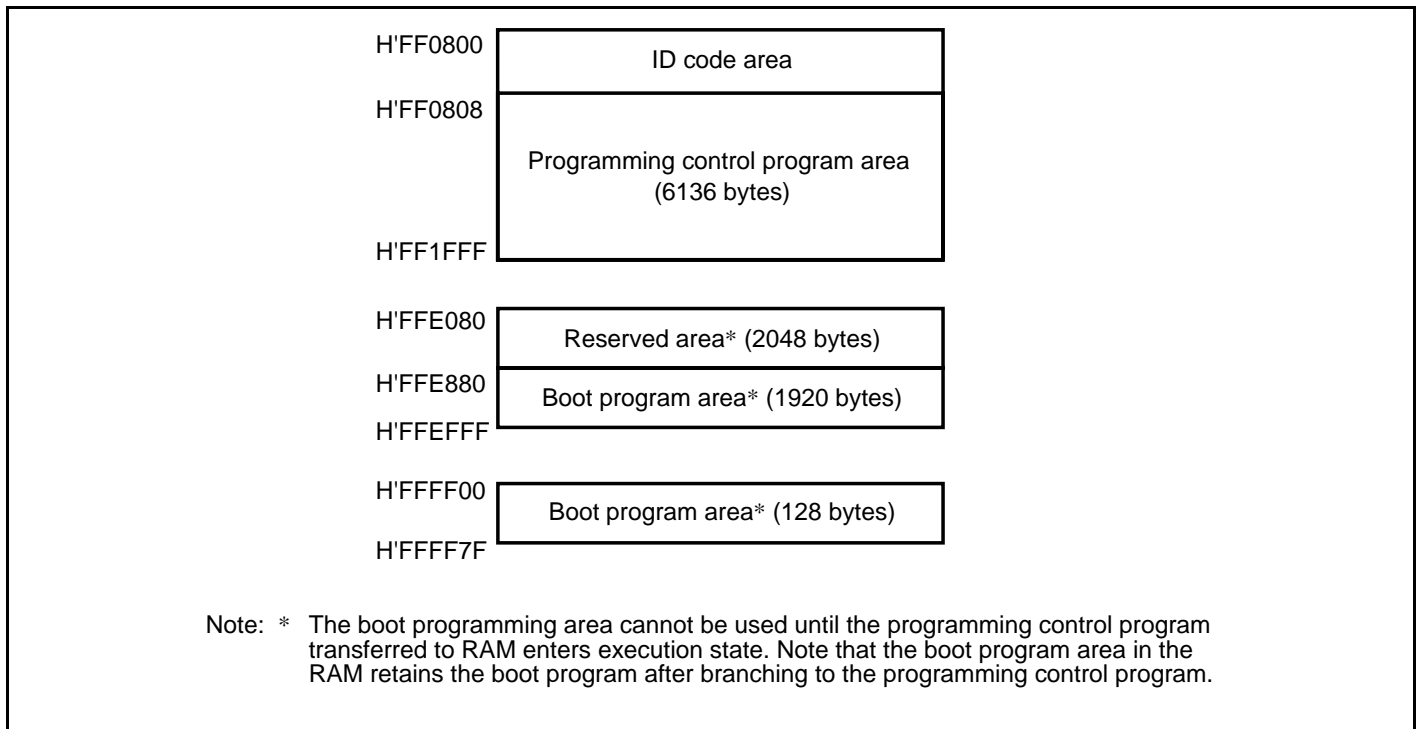 H'FF0800
ID code area
H'FF0808
Programming control program area
(6136 bytes)
H'FF1FFF
H'FFE080
Reserved area* (2048 bytes)
H'FFE880
Boot program area* (1920 bytes)
H'FFEFFF
H'FFFF00
Boot program area* (128 bytes)
H'FFFF7F
Note: * The boot programming area cannot be used until the programming control program
transferred to RAM enters execution state. Note that the boot program area in the
RAM retains the boot program after branching to the programming control program.